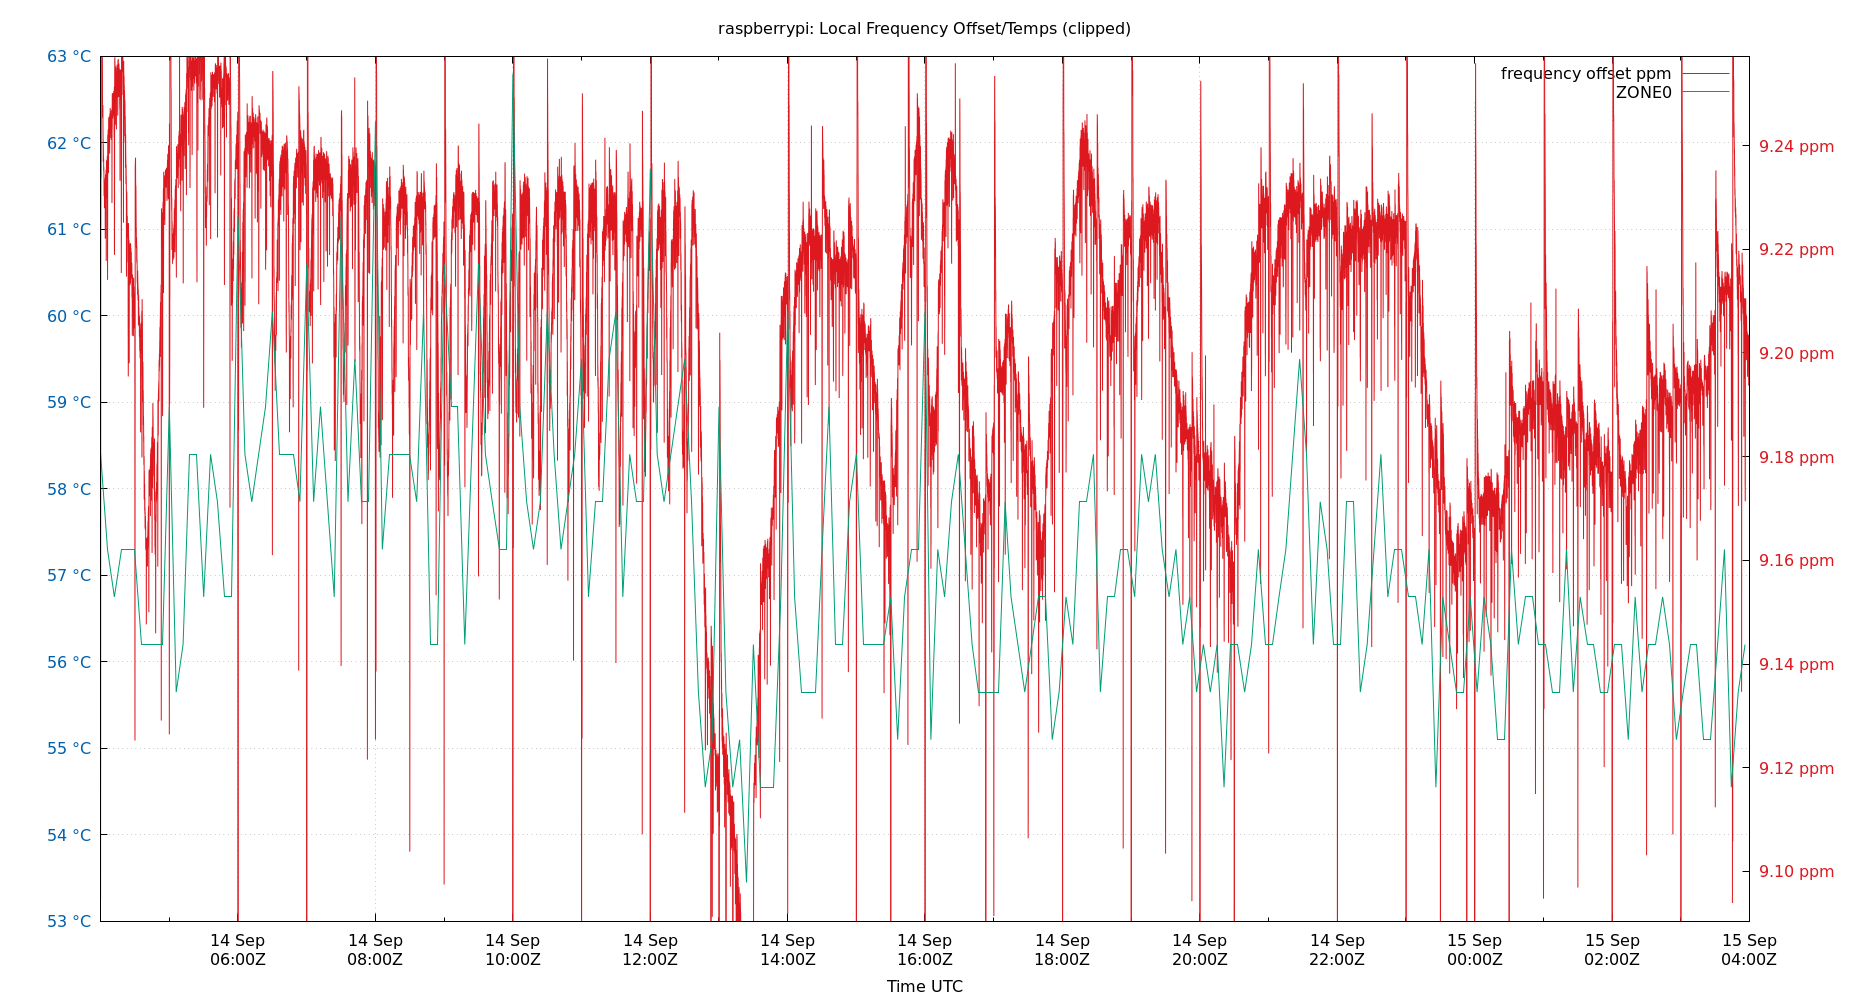 raspberrypi: Local Frequency Offset/Temps (clipped)
63 °C
62 °C
61 °C
60 °C
59 °C
58 °C
57 °C
56 °C
55 °C
54 °C
53 °C
frequency offset ppm
ZONE0
9.24 ppm
9.22 ppm
9.20 ppm
9.18 ppm
9.16 ppm
9.14 ppm
9.12 ppm
9.10 ppm
14 Sep
06:00Z
14 Sep
08:00Z
14 Sep
10:00Z
14 Sep
12:00Z
14 Sep
14:00Z
14 Sep
16:00Z
14 Sep
18:00Z
14 Sep
20:00Z
14 Sep
22:00Z
15 Sep
00:00Z
15 Sep
02:00Z
15 Sep
04:00Z
Time UTC